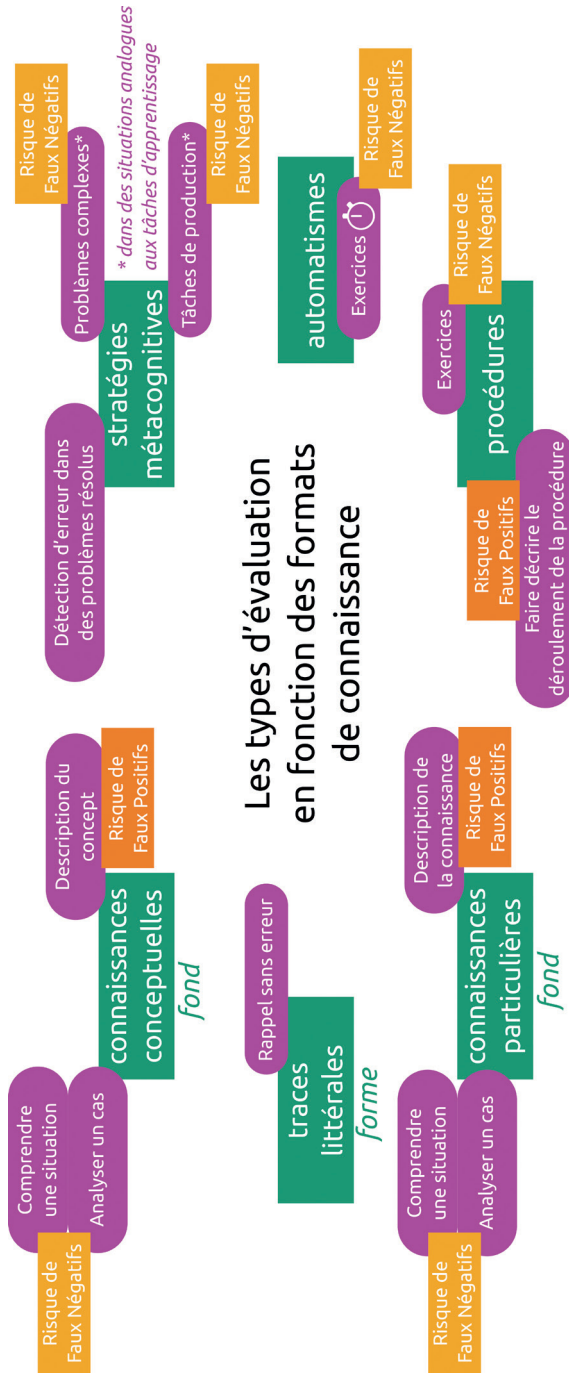 Les types d'évaluation
en fonction des formats
de connaissance
Comprendre
une situation
Analyser un cas
Risque de
Faux Négatifs
connaissances
conceptuelles
fond
Description du
concept
Risque de
Faux Positifs
Détection d'erreur dans
des problèmes résolus
stratégies
métacognitives
Problèmes complexes*
Risque de
Faux Négatifs
* dans des situations analogues
aux tâches d'apprentissage
Tâches de production*
Risque de
Faux Négatifs
Rappel sans erreur
traces
littérales
forme
automatismes
Exercices
Risque de
Faux Négatifs
Comprendre
une situation
Analyser un cas
Risque de
Faux Négatifs
connaissances
particulières
fond
Description de
la connaissance
Risque de
Faux Positifs
Exercices
Risque de
Faux Négatifs
procédures
Risque de
Faux Positifs
Faire décrire le
déroulement de la procédure